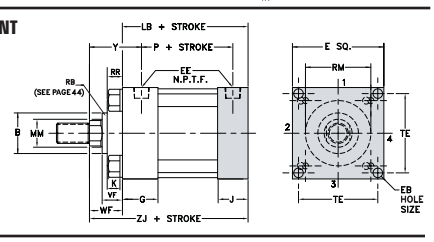 NT
LB + STROKE
Y
P + STROKE
E SQ.
RB
(SEE PAGE 44)
RR
EE
N.P.T.F.
RM
1
B
MM
2
4
TE
K
VF
G
J
3
WF
EB
HOLE
SIZE
TE
ZJ + STROKE